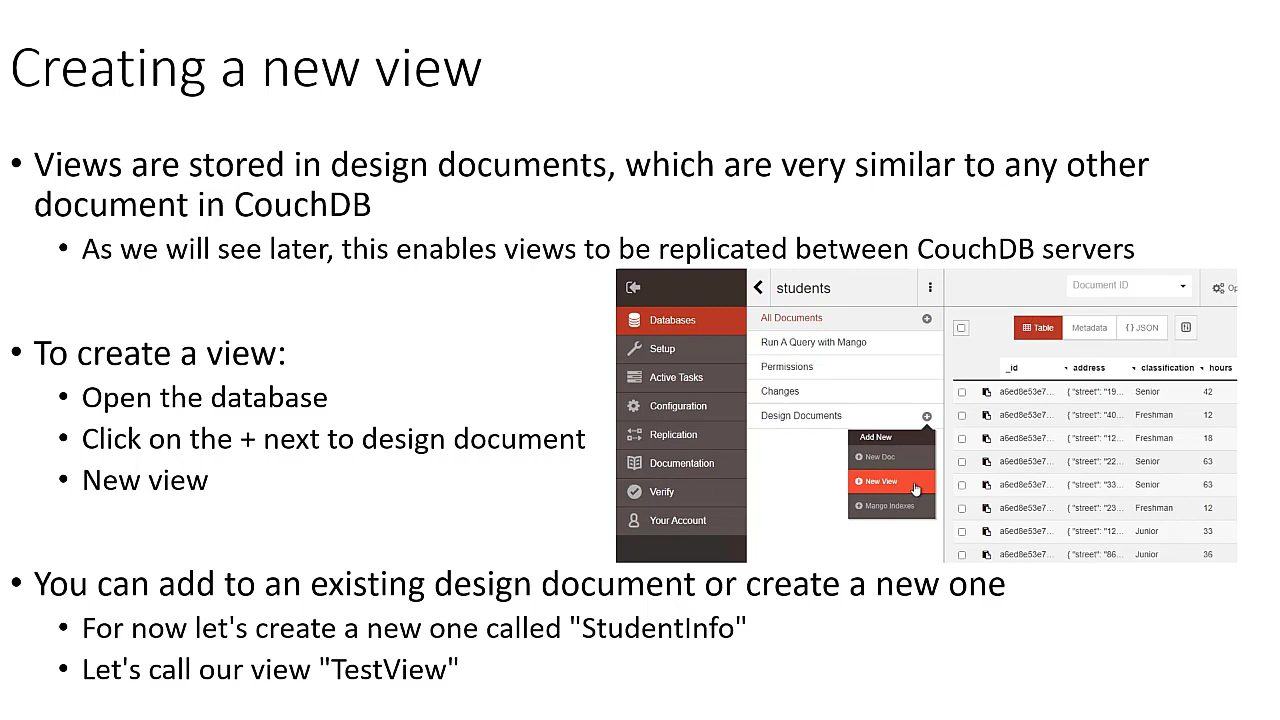 Creating a new view
• Views are stored in design documents, which are very similar to any other
document in CouchDB
• As we will see later, this enables views to be replicated between CouchDB servers
• To create a view:
• Open the database
• Click on the + next to design document
• New view
Databases
Setup
Active Tasks
Configuration
Replication
Documentation
Verify
Your Account
students
All Documents
Run A Query with Mango
Permissions
Changes
Design Documents
Add New
New Doc
New View
Mango Indexes
Document ID
Op
Table Metadata {} JSON
_id address classification hours
a6ed8e53e7... { "street": "19... Senior 42
a6ed8e53e7... { "street": "40... Freshman 12
a6ed8e53e7... { "street": "12... Freshman 18
a6ed8e53e7... { "street": "22... Senior 63
a6ed8e53e7... { "street": "33... Senior 63
a6ed8e53e7... { "street": "23... Freshman 12
a6ed8e53e7... { "street": "12... Junior 33
a6ed8e53e7... { "street": "86... Junior 36
• You can add to an existing design document or create a new one
• For now let's create a new one called "StudentInfo"
• Let's call our view "TestView"